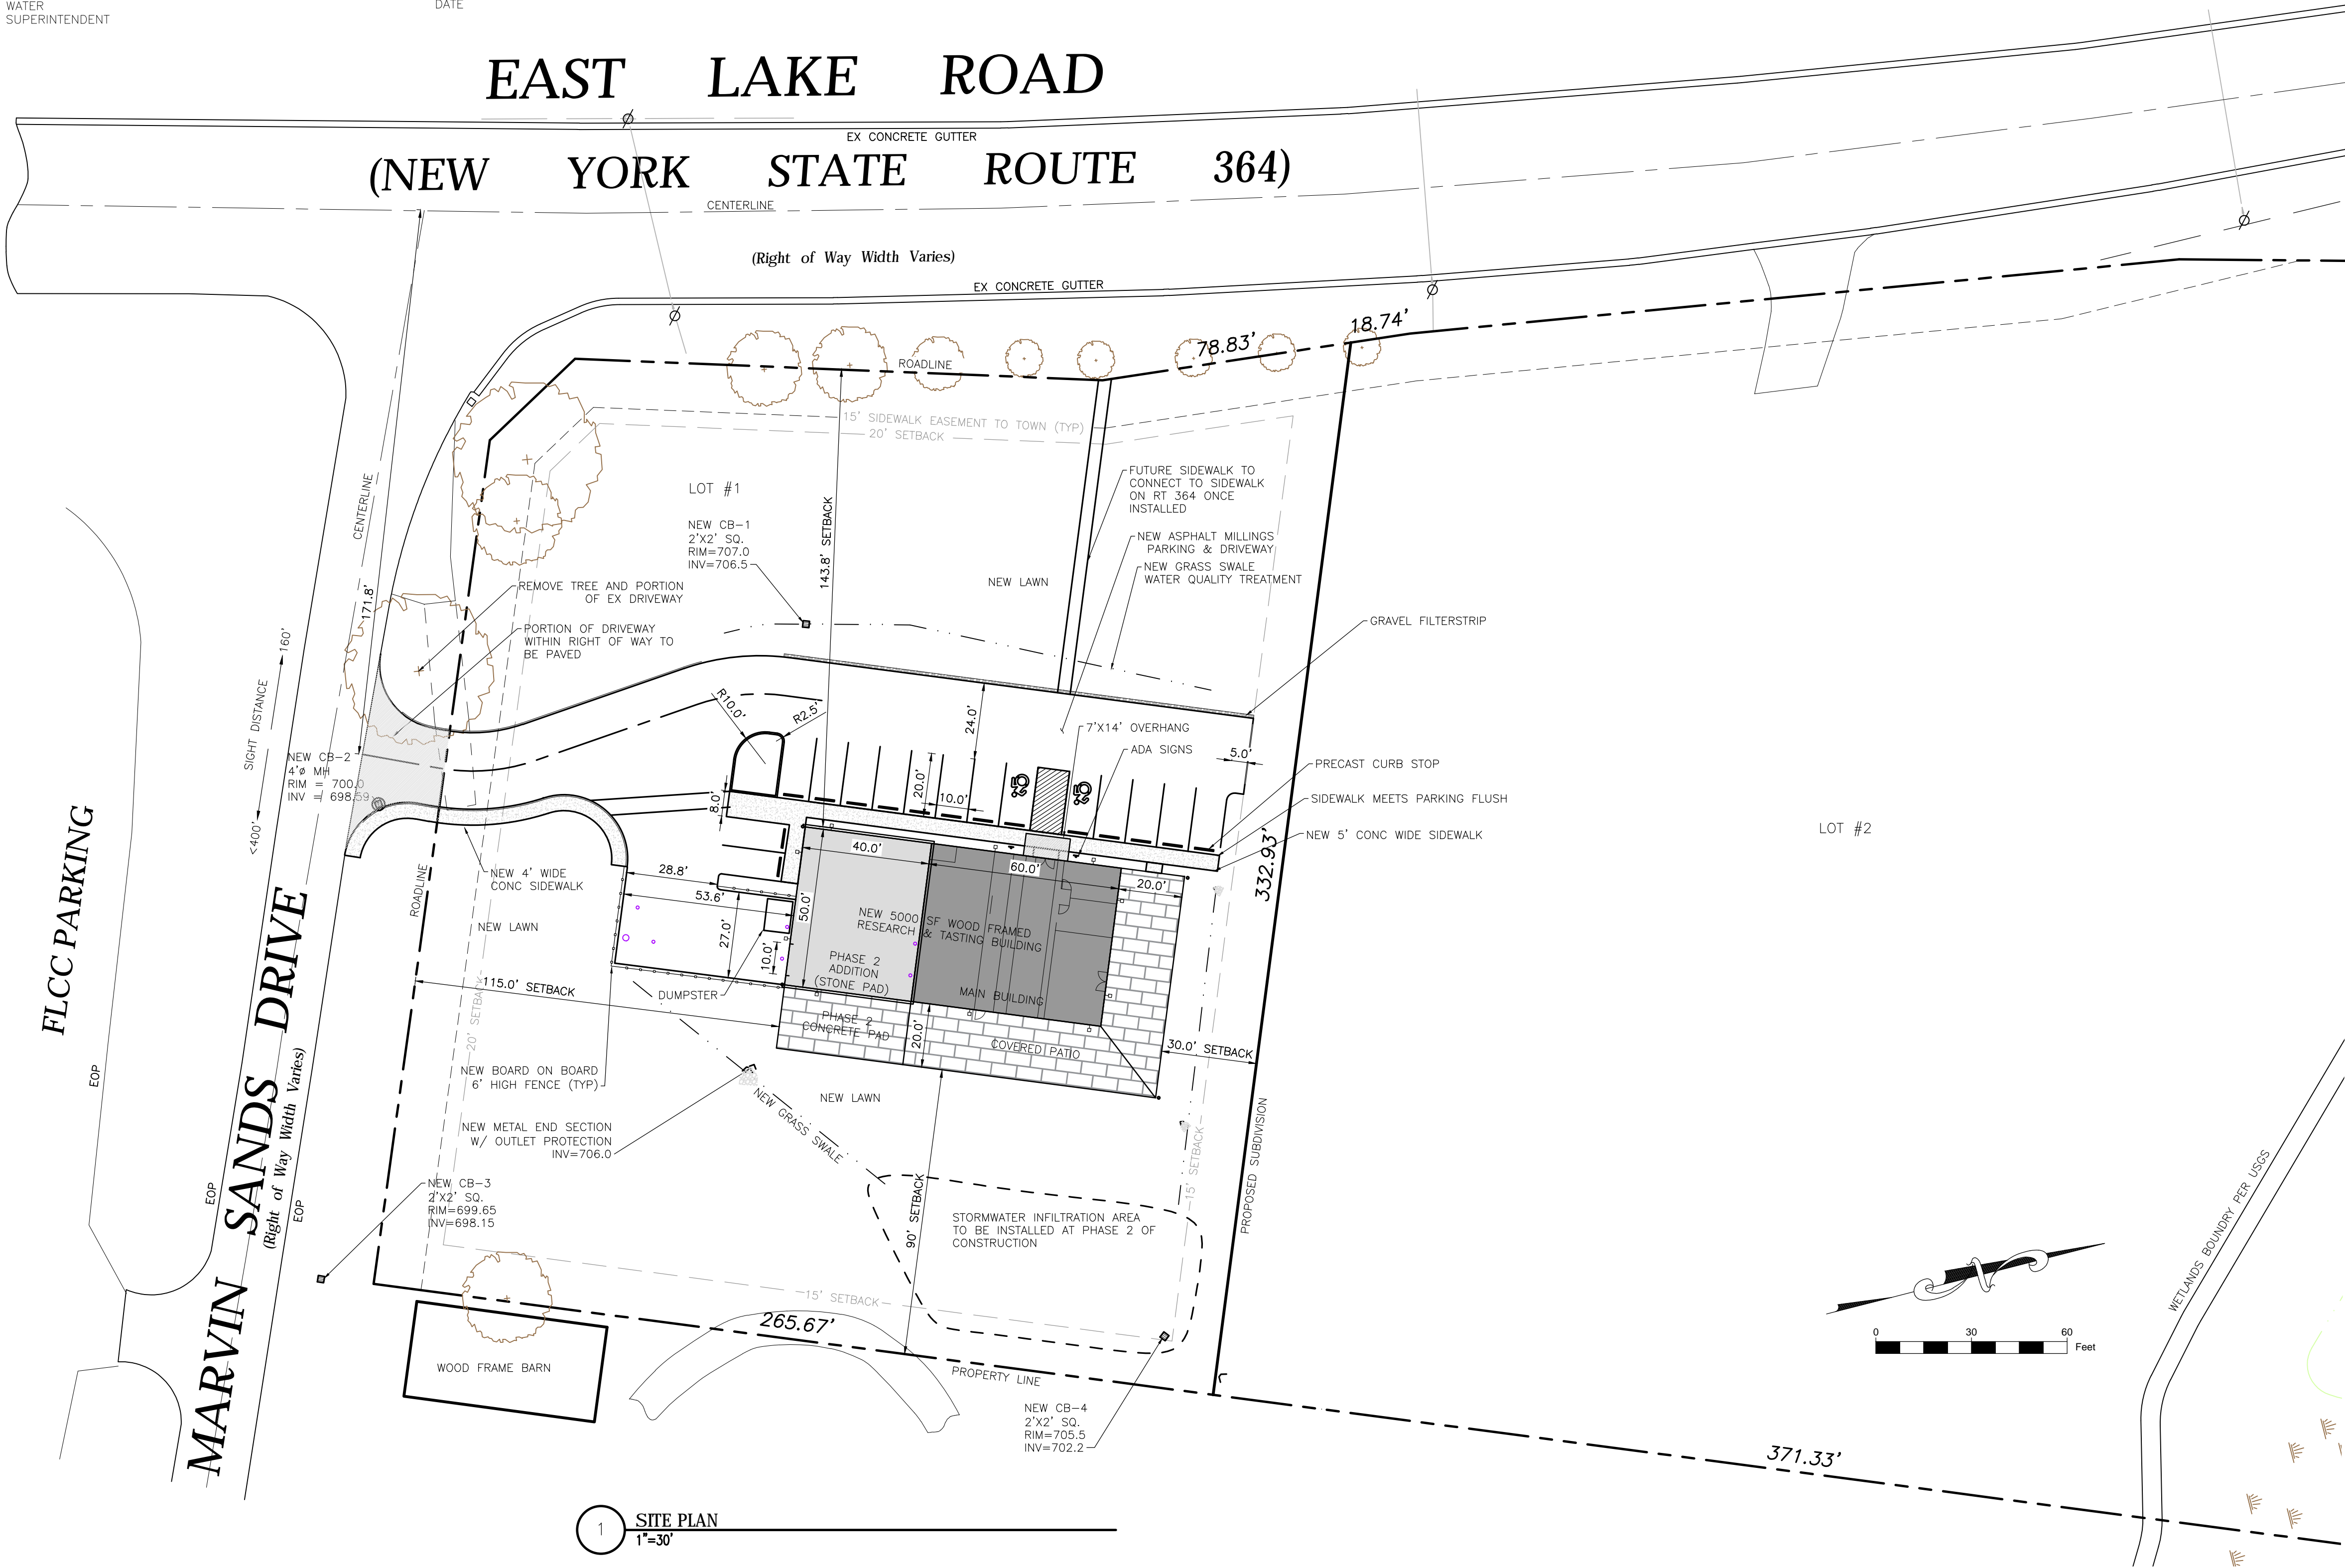 WATER
SUPERINTENDENT
DATE
EAST LAKE ROAD
EX CONCRETE GUTTER
(NEW YORK STATE ROUTE 364)
CENTERLINE
(Right of Way Width Varies)
EX CONCRETE GUTTER
18.74'
78.83'
ROADLINE
15' SIDEWALK EASEMENT TO TOWN (TYP)
20' SETBACK
LOT #1
FUTURE SIDEWALK TO
CONNECT TO SIDEWALK
ON RT 364 ONCE
INSTALLED
NEW CB-1
2'X2' SQ.
RIM=707.0
INV=706.5
143.8' SETBACK
CENTERLINE
171.8'
NEW ASPHALT MILLINGS
PARKING & DRIVEWAY
NEW GRASS SWALE
WATER QUALITY TREATMENT
NEW LAWN
REMOVE TREE AND PORTION
OF EX DRIVEWAY
PORTION OF DRIVEWAY
WITHIN RIGHT OF WAY TO
BE PAVED
GRAVEL FILTERSTRIP
160'
SIGHT DISTANCE
<400'
R10.0'
R2.5'
24.0'
7'X14' OVERHANG
ADA SIGNS
5.0'
NEW CB-2
4'ø MH
RIM = 700.0
INV = 698.59
PRECAST CURB STOP
SIDEWALK MEETS PARKING FLUSH
NEW 5' CONC WIDE SIDEWALK
8.0'
20.0'
10.0'
LOT #2
332.93'
FLCC PARKING
NEW 4' WIDE
CONC SIDEWALK
ROADLINE
28.8'
53.6'
40.0'
60.0'
20.0'
50.0'
27.0'
10.0'
NEW LAWN
NEW 5000 SF WOOD FRAMED
RESEARCH & TASTING BUILDING
PHASE 2
ADDITION
(STONE PAD)
MAIN BUILDING
115.0' SETBACK
DUMPSTER
PHASE 2
CONCRETE PAD
20.0'
COVERED PATIO
30.0' SETBACK
20' SETBACK
NEW BOARD ON BOARD
6' HIGH FENCE (TYP)
NEW LAWN
NEW GRASS SWALE
NEW METAL END SECTION
W/ OUTLET PROTECTION
INV=706.0
EOP
EOP
EOP
MARVIN SANDS DRIVE
(Right of Way Width Varies)
NEW CB-3
2'X2' SQ.
RIM=699.65
INV=698.15
90' SETBACK
15' SETBACK
PROPOSED SUBDIVISION
STORMWATER INFILTRATION AREA
TO BE INSTALLED AT PHASE 2 OF
CONSTRUCTION
WETLANDS BOUNDRY PER USGS
N
0 30 60
Feet
15' SETBACK
265.67'
WOOD FRAME BARN
PROPERTY LINE
NEW CB-4
2'X2' SQ.
RIM=705.5
INV=702.2
371.33'
1
SITE PLAN
1"=30'